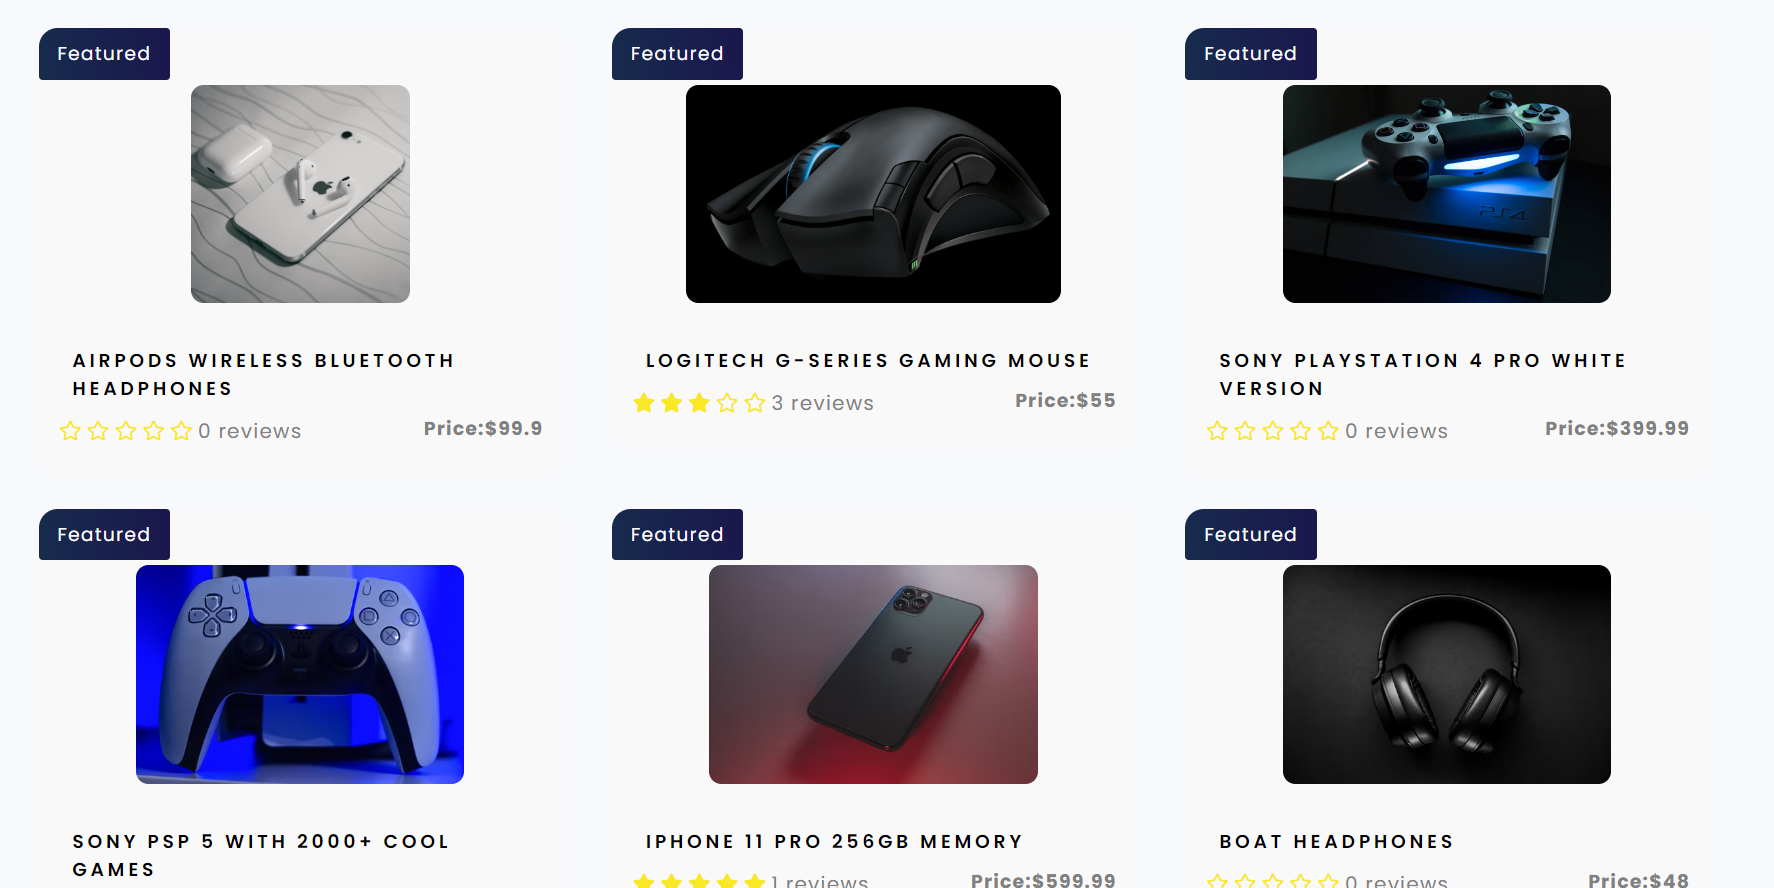 Featured
Featured
Featured
PS4
AIRPODS WIRELESS BLUETOOTH
HEADPHONES
0 reviews
Price:$99.9
LOGITECH G-SERIES GAMING MOUSE
3 reviews
Price:$55
SONY PLAYSTATION 4 PRO WHITE
VERSION
0 reviews
Price:$399.99
Featured
Featured
Featured
SONY PSP 5 WITH 2000+ COOL
GAMES
IPHONE 11 PRO 256GB MEMORY
1 reviews
Price:$599.99
BOAT HEADPHONES
0 reviews
Price:$48